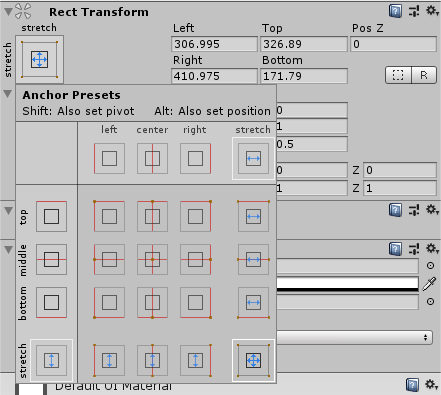 Rect Transform
stretch
stretch
Left
Top
Pos Z
306.995
326.89
0
Right
Bottom
410.975
171.79
R
Anchor Presets
Shift: Also set pivot
Alt: Also set position
left
center
right
stretch
0
1
0.5
0
Z 0
1
Z 1
top
middle
bottom
stretch
Default UI Material